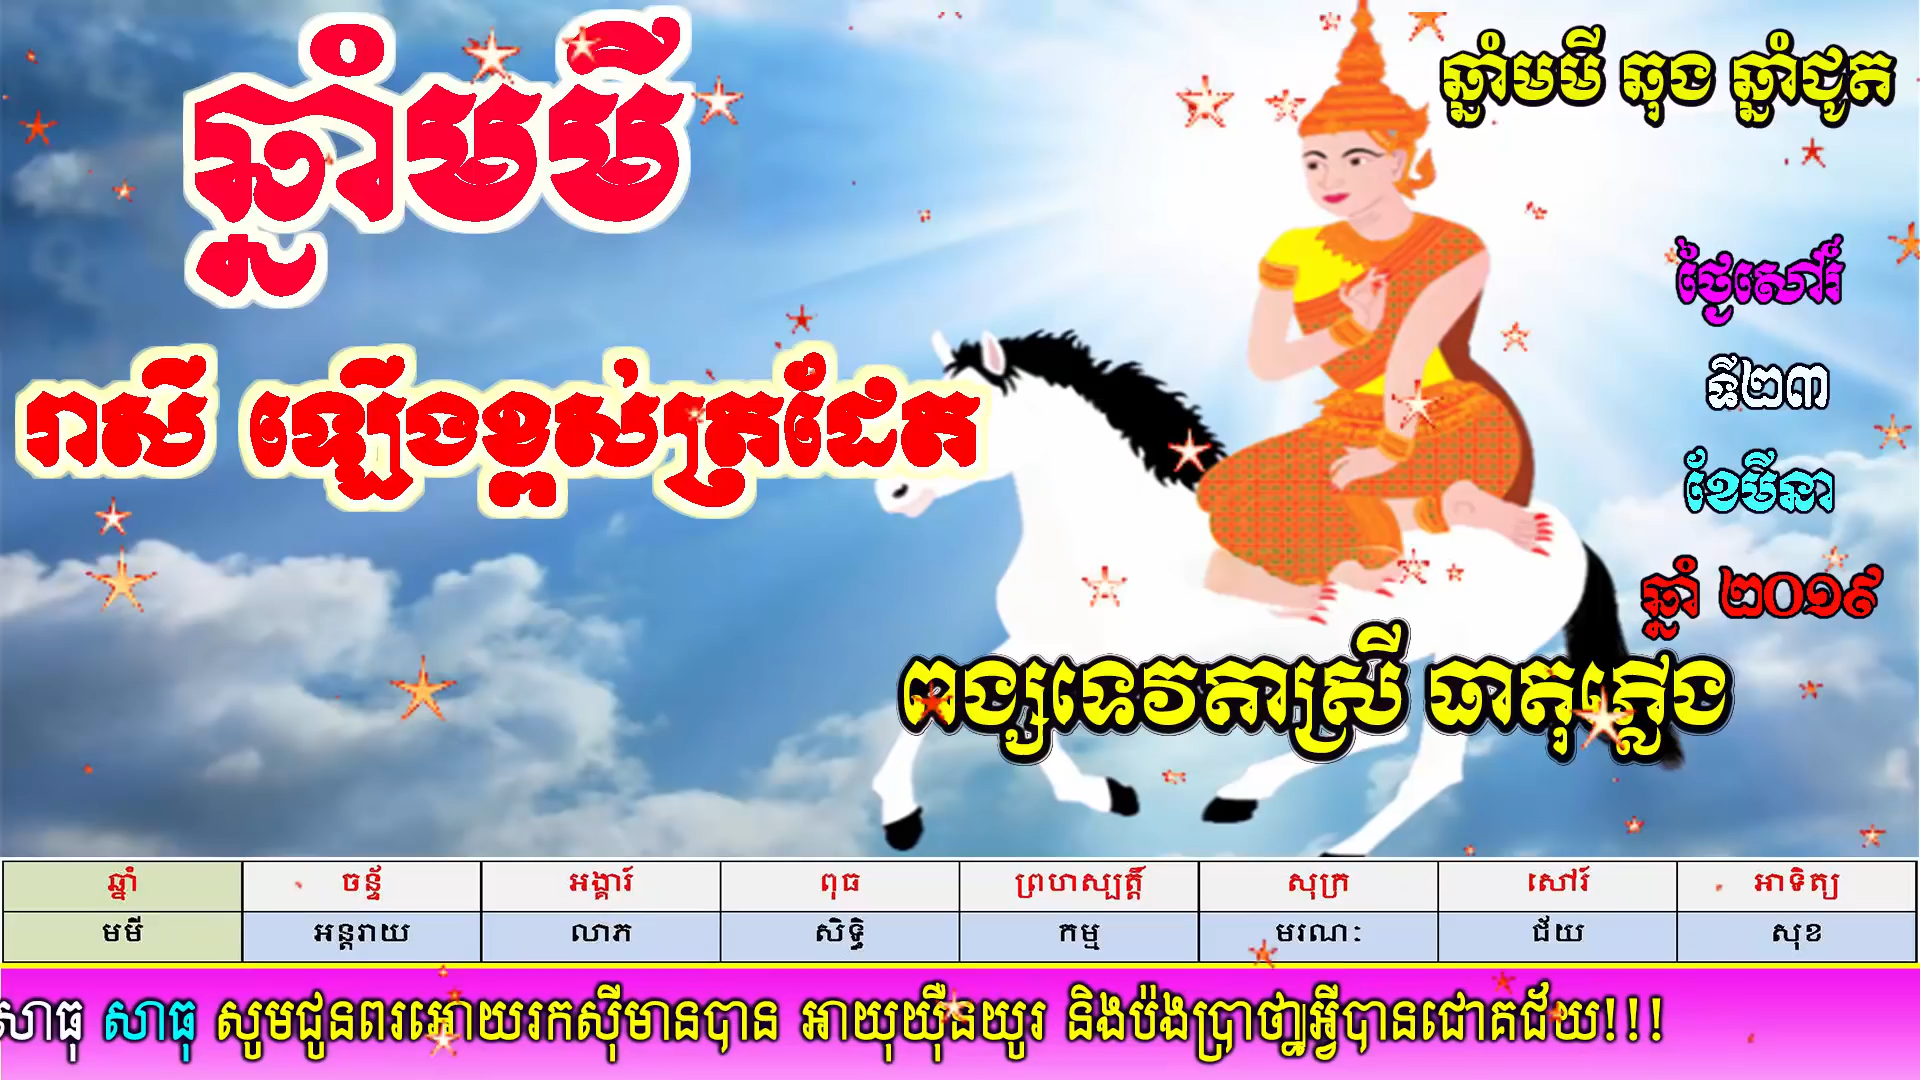 ឆ្នាំមមី
ឆ្នាំមមី ឆុង ឆ្នាំជូត
ថ្ងៃសៅរ៍
រាសី ឡើងខ្ពស់ត្រដែត
ទី២៣
ខែមីនា
ឆ្នាំ ២០១៩
ពង្សទេវតាស្រី ធាតុភ្លើង
ឆ្នាំ ចន្ទ័ អង្គារ៍ ពុធ ព្រហស្បត្តិ៍ សុក្រ សៅរ៍ អាទិត្យ
មមី អន្តរាយ លាភ សិទ្ធិ កម្ម មរណៈ ជ័យ សុខ
សាធុ សាធុ សូមជូនពរអោយរកស៊ីមានបាន អាយុយ៊ឺនយូរ និងប៉ងប្រាថា្នអ្វីបានជោគជ័យ!!!